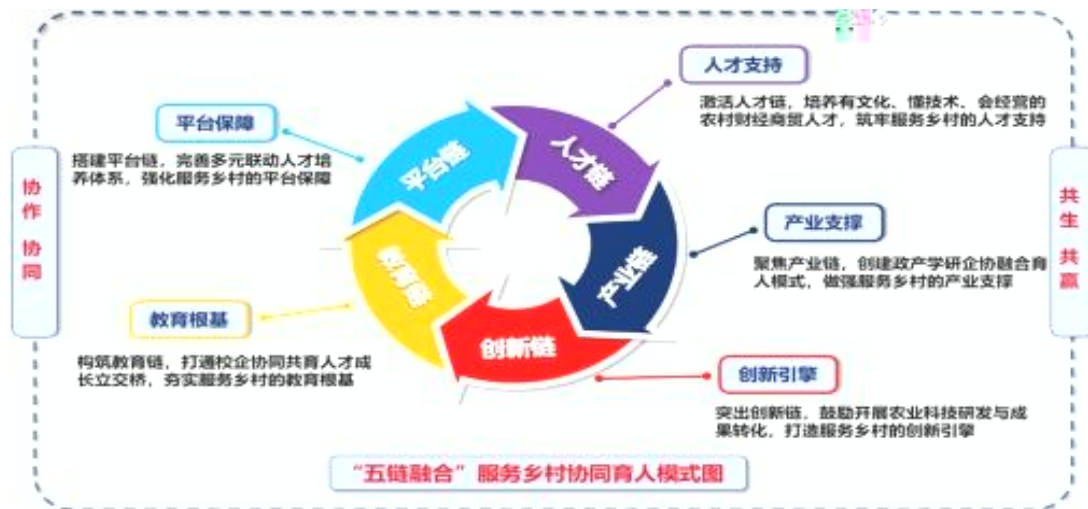 人才支持
激活人才链，培养有文化、懂技术、会经营的
农村财经商贸人才，筑牢服务乡村的人才支持
平台保障
搭建平台链，完善多元联动人才培
养体系，强化服务乡村的平台保障
平台链
人才链
产业链
创新链
教育链
协作 协同
共生 共赢
产业支撑
聚焦产业链，创建政产学研企协融合育
人模式，做强服务乡村的产业支撑
教育根基
构筑教育链，打通校企协同共育人才成
长立交桥，夯实服务乡村的教育根基
创新引擎
突出创新链，鼓励开展农业科技研发与成
果转化，打造服务乡村的创新引擎
“五链融合”服务乡村协同育人模式图